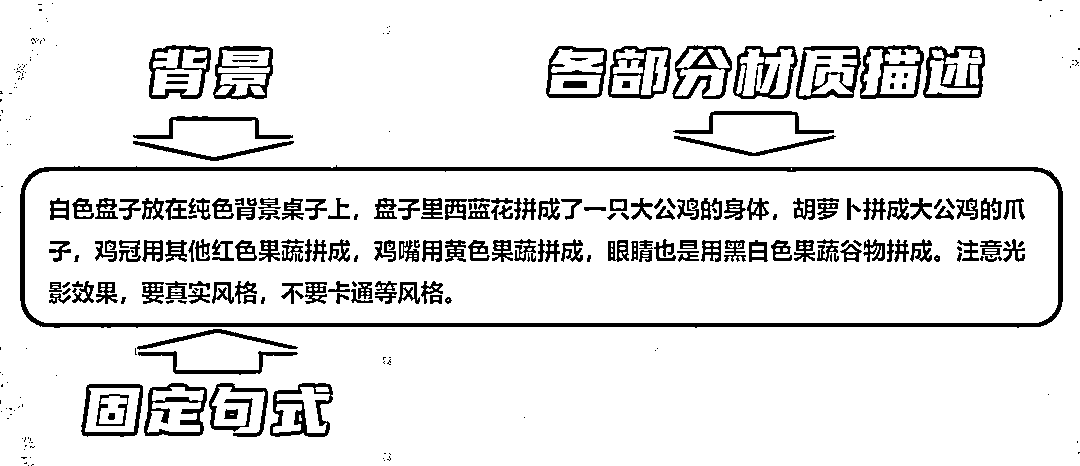 背景
各部分材质描述
白色盘子放在纯色背景桌子上，盘子里西蓝花拼成了一只大公鸡的身体，胡萝卜拼成大公鸡的爪
子，鸡冠用其他红色果蔬拼成，鸡嘴用黄色果蔬拼成，眼睛也是用黑白色果蔬谷物拼成。注意光
影效果，要真实风格，不要卡通等风格。
固定句式